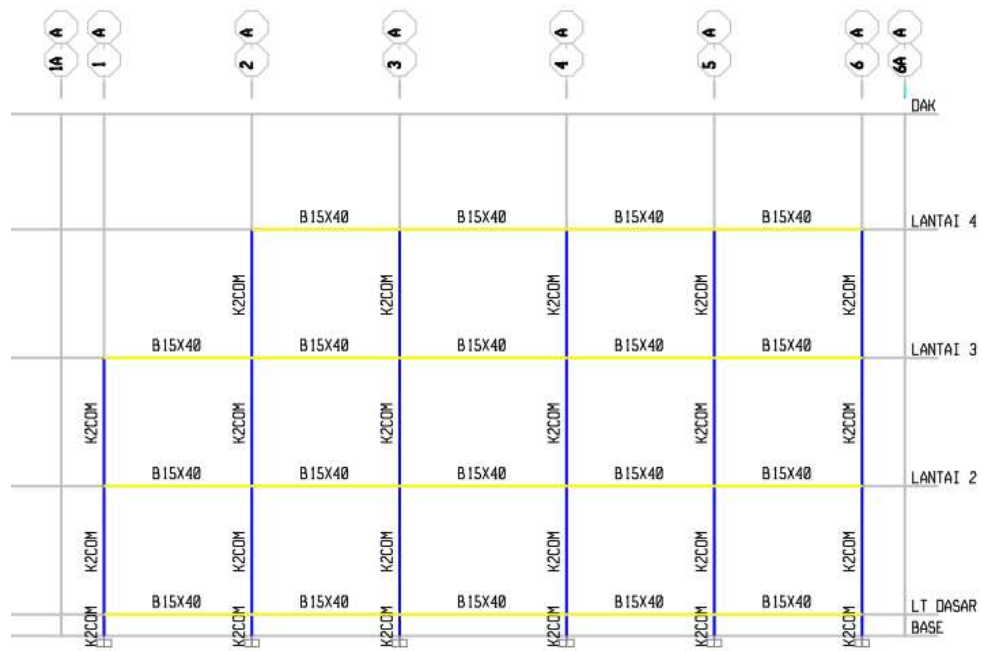 A A A A A A A A
1A 1 2 3 4 5 6 6A
DAK
B15X40 B15X40 B15X40 B15X40
LANTAI 4
K2COM K2COM K2COM K2COM K2COM
B15X40 B15X40 B15X40 B15X40 B15X40
LANTAI 3
K2COM K2COM K2COM K2COM K2COM K2COM
B15X40 B15X40 B15X40 B15X40 B15X40
LANTAI 2
K2COM K2COM K2COM K2COM K2COM K2COM
B15X40 B15X40 B15X40 B15X40 B15X40
LT DASAR
K2COM K2COM K2COM K2COM K2COM K2COM
BASE